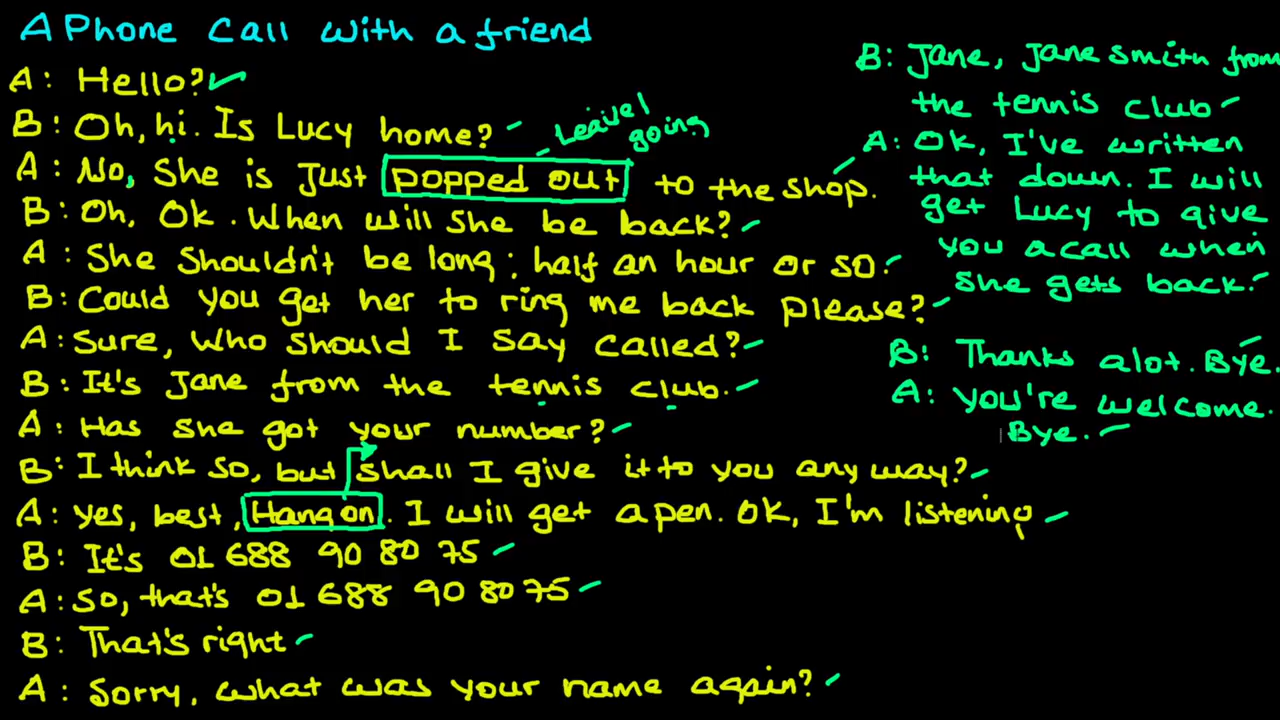 A Phone Call with a friend
A: Hello?
B: Oh, hi. Is Lucy home?
Leave/
going
A: No, She is Just popped out to the shop.
B: Oh, Ok. When will She be back?
A: She Shouldn't be long; half an hour or so.
B: Could you get her to ring me back please?
A: Sure, Who should I say called?
B: It's Jane from the tennis club.
A: Has she got your number?
B: I think so, but shall I give it to you any way?
A: yes, best, Hang on. I will get a pen. OK, I'm listening
B: It's 01 688 90 80 75
A: So, that's 01 688 90 80 75
B: That's right
A: Sorry, what was your name again?
B: Jane, Jane smith from
the tennis club
A: Ok, I've written
that down. I will
get Lucy to give
you a call when
She gets back.
B: Thanks alot. Bye.
A: you're welcome.
Bye.